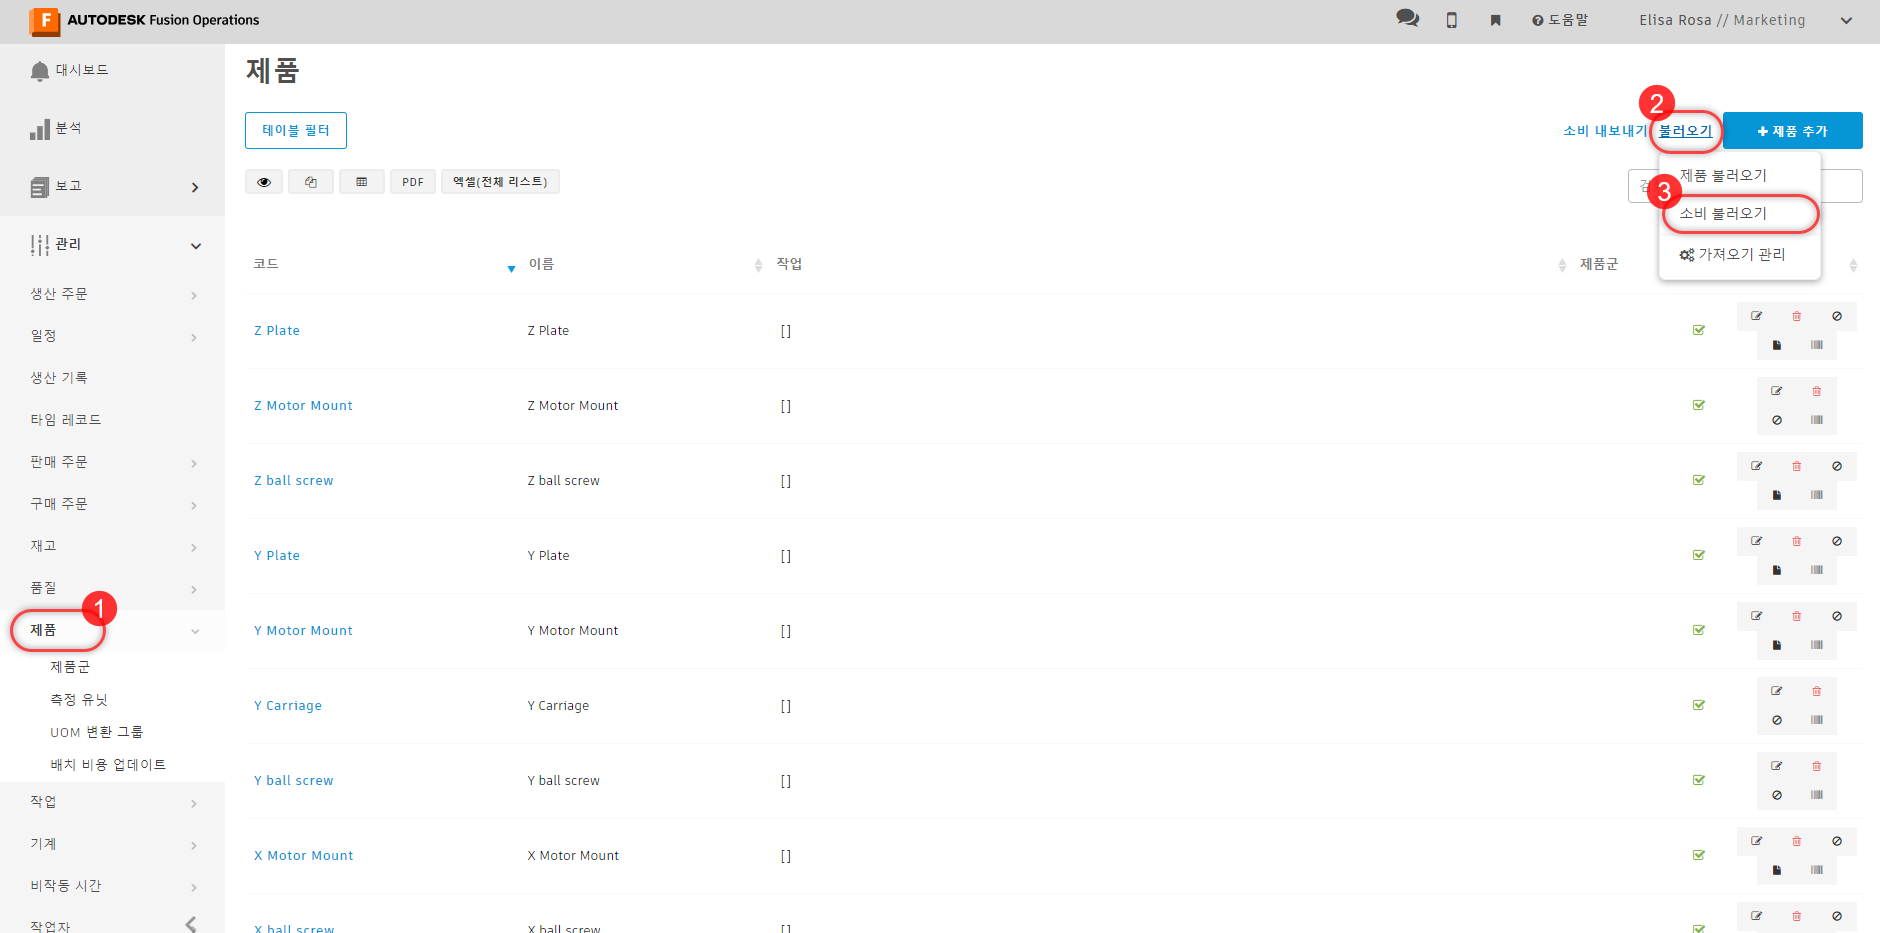 F AUTODESK Fusion Operations
도움말
Elisa Rosa // Marketing
대시보드
분석
보고
관리
생산 주문
일정
생산 기록
타임 레코드
판매 주문
구매 주문
재고
품질
1
제품
제품군
측정 유닛
UOM 변환 그룹
배치 비용 업데이트
작업
기계
비작동 시간
작업자
제품
테이블 필터
소비 내보내기
2
불러오기
제품 추가
제품 불러오기
3
소비 불러오기
가져오기 관리
PDF
엑셀(전체 리스트)
코드 이름 작업 제품군
Z Plate Z Plate []
Z Motor Mount Z Motor Mount []
Z ball screw Z ball screw []
Y Plate Y Plate []
Y Motor Mount Y Motor Mount []
Y Carriage Y Carriage []
Y ball screw Y ball screw []
X Motor Mount X Motor Mount []
X ball screw X ball screw []